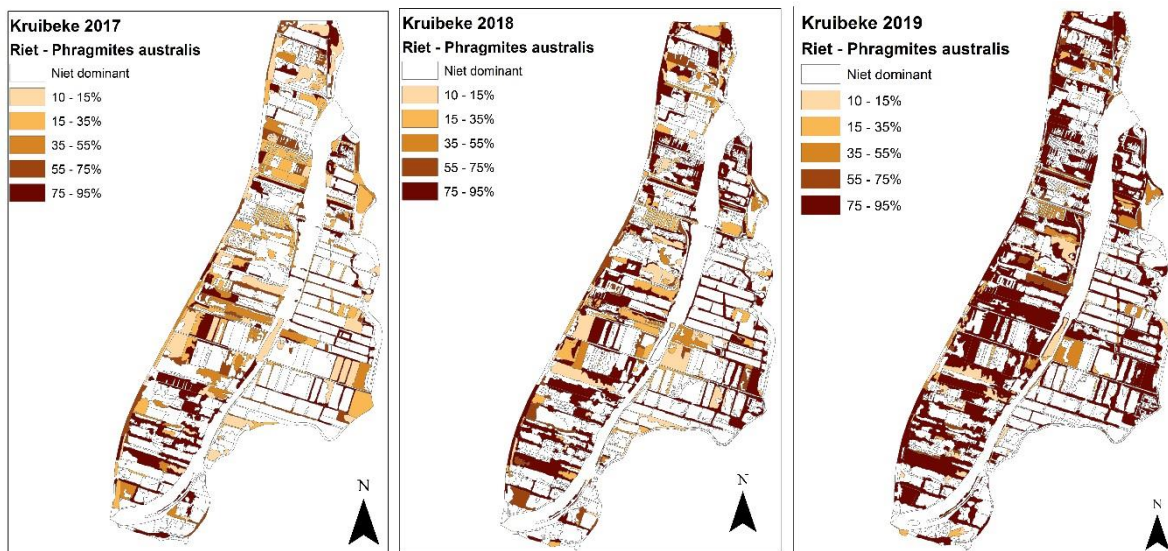 Kruibeke 2017
Riet - Phragmites australis
Niet dominant
10 - 15%
15 - 35%
35 - 55%
55 - 75%
75 - 95%
N
Kruibeke 2018
Riet - Phragmites australis
Niet dominant
10 - 15%
15 - 35%
35 - 55%
55 - 75%
75 - 95%
N
Kruibeke 2019
Riet - Phragmites australis
Niet dominant
10 - 15%
15 - 35%
35 - 55%
55 - 75%
75 - 95%
N